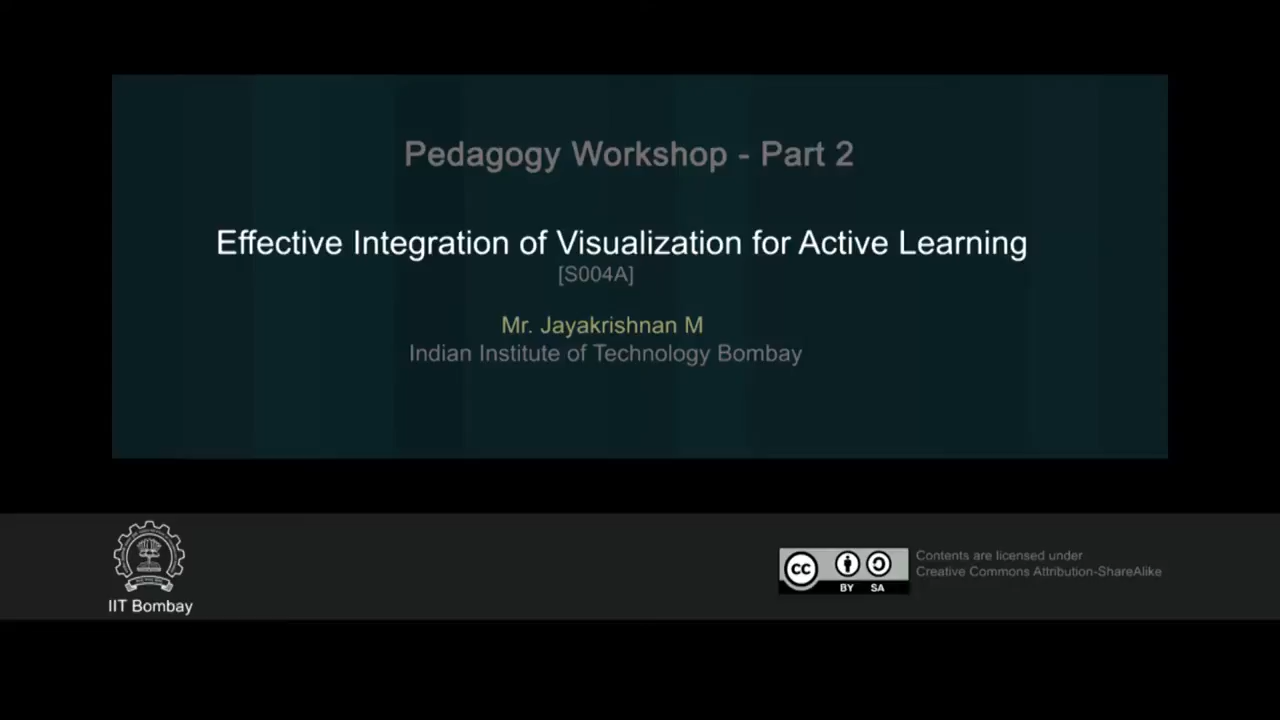 Pedagogy Workshop - Part 2
Effective Integration of Visualization for Active Learning
[S004A]
Mr. Jayakrishnan M
Indian Institute of Technology Bombay
IIT Bombay
cc
BY SA
Contents are licensed under
Creative Commons Attribution-ShareAlike